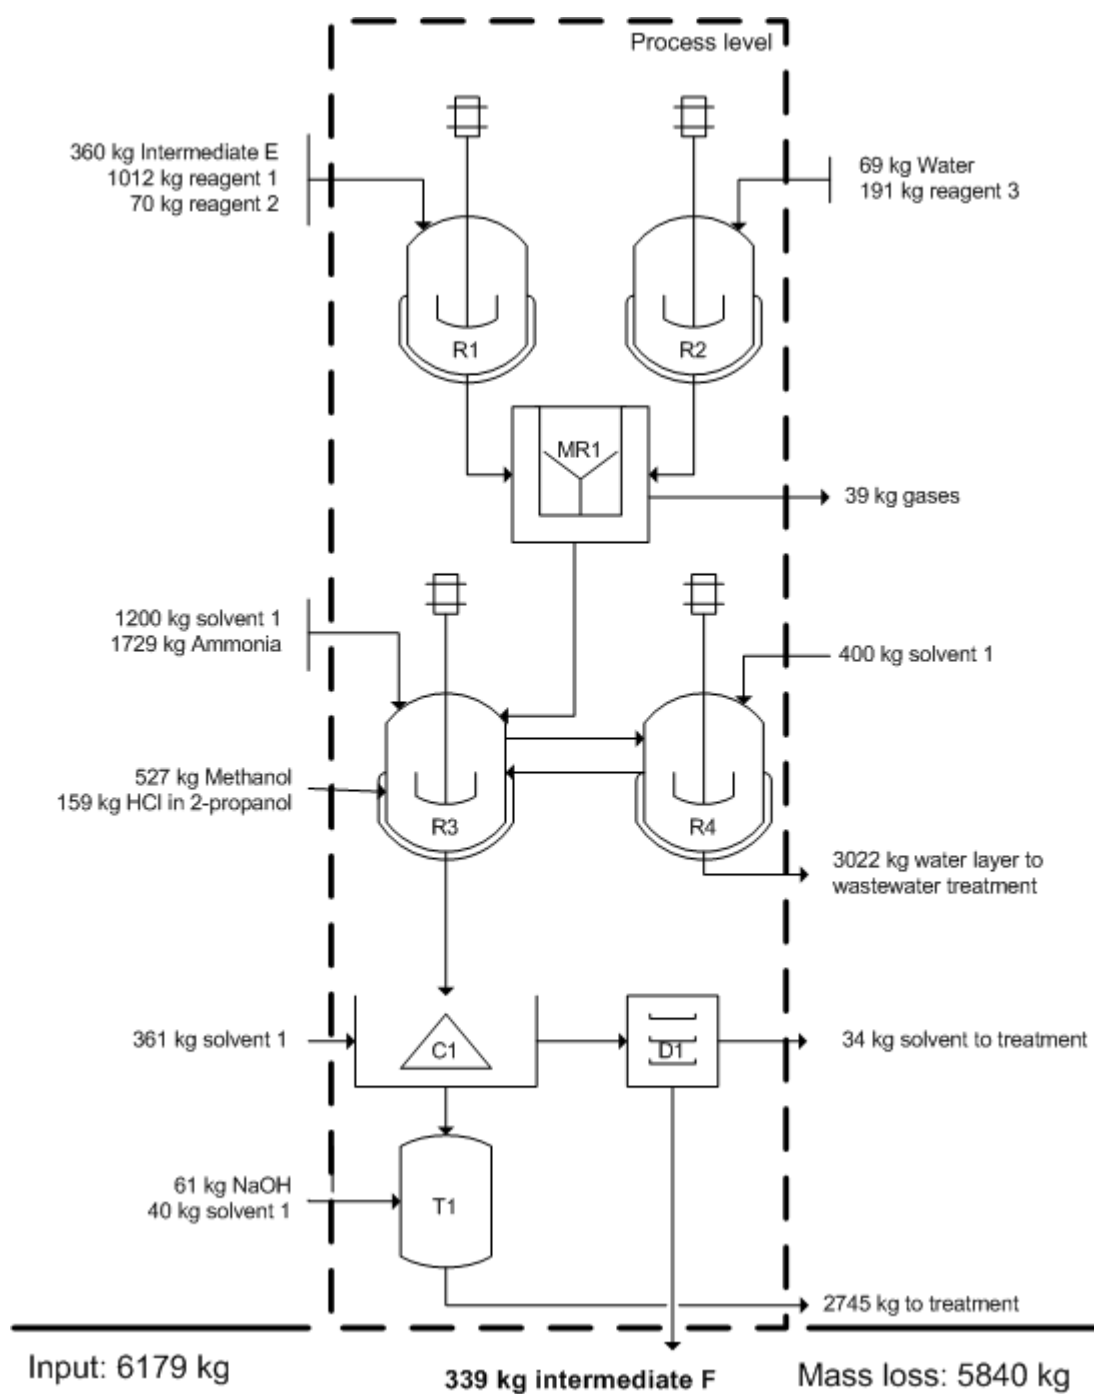 Process level
360 kg Intermediate E
1012 kg reagent 1
70 kg reagent 2
69 kg Water
191 kg reagent 3
R1
R2
MR1
39 kg gases
1200 kg solvent 1
1729 kg Ammonia
400 kg solvent 1
527 kg Methanol
159 kg HCl in 2-propanol
R3
R4
3022 kg water layer to
wastewater treatment
361 kg solvent 1
C1
D1
34 kg solvent to treatment
61 kg NaOH
40 kg solvent 1
T1
2745 kg to treatment
Input: 6179 kg
339 kg intermediate F
Mass loss: 5840 kg